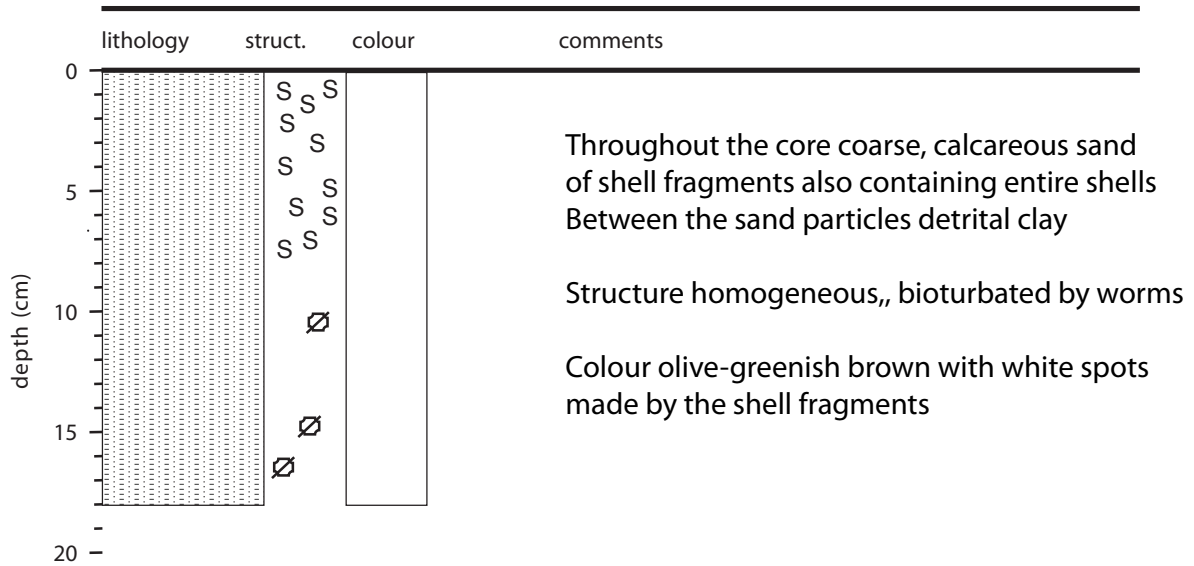 lithology struct. colour comments
0
5
10
15
20
depth (cm)
S S
S
S
S
S
S
S
S
S
S
Throughout the core coarse, calcareous sand
of shell fragments also containing entire shells
Between the sand particles detrital clay
Structure homogeneous,, bioturbated by worms
Colour olive-greenish brown with white spots
made by the shell fragments